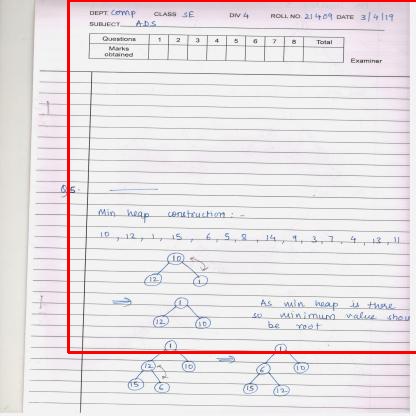 DEPT. Comp CLASS SE DIV 4 ROLL NO. 21409 DATE 3/4/19
SUBJECT ADS
Questions 1 2 3 4 5 6 7 8 Total
Marks obtained
Examiner
Q5.
Min heap construction :-
10 , 12 , 1 , 15 , 6 , 5 , 8 , 14 , 9 , 3 , 7 , 4 , 13 , 11
10
12 1
1
12 10
As min heap is there
so minimum value shou
be root
1
12 10
15 6
1
6 10
15 12